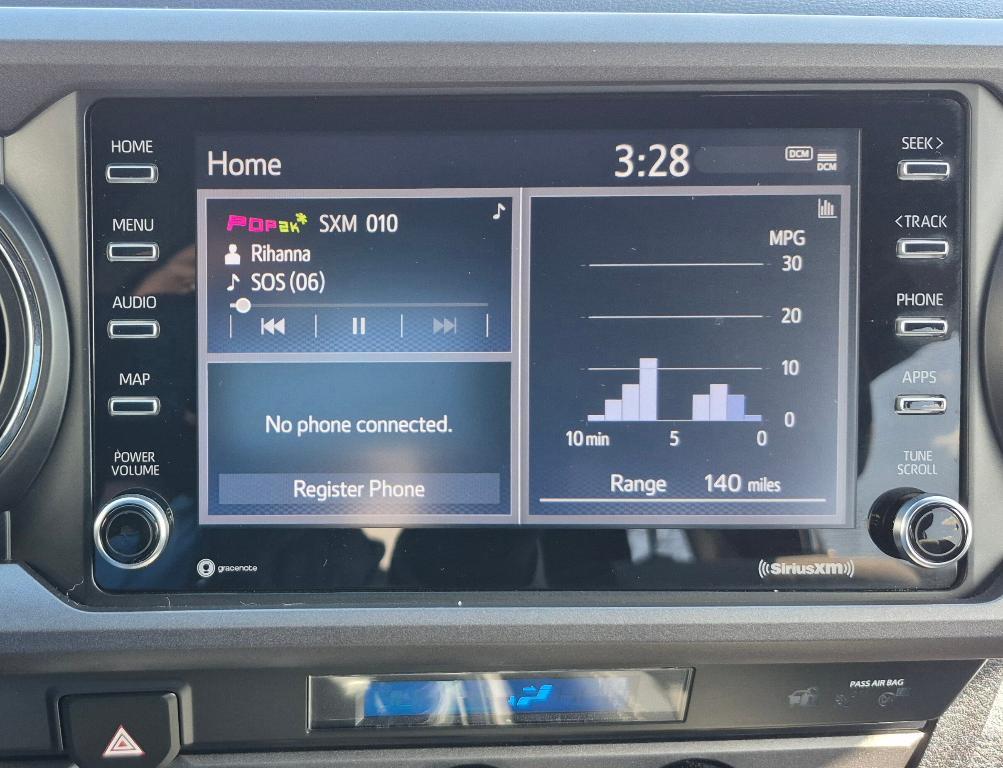 HOME
MENU
AUDIO
MAP
POWER
VOLUME
Home
3:28
DCM
DCM
POP2K SXM 010
Rihanna
SOS (06)
No phone connected.
Register Phone
MPG
30
20
10
0
10 min 5 0
Range 140 miles
SEEK >
< TRACK
PHONE
APPS
TUNE
SCROLL
gracenote
((SiriusXM))
PASS AIR BAG